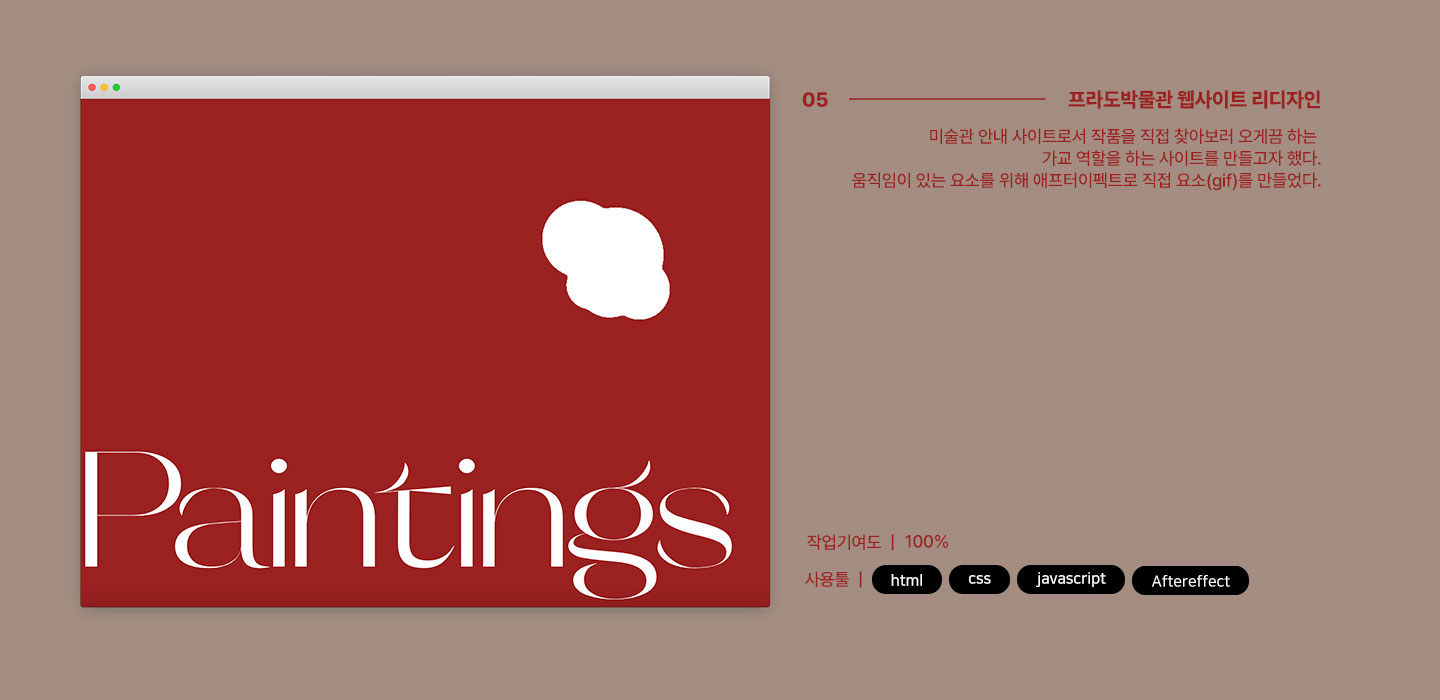 Paintings
05
프라도박물관 웹사이트 리디자인
미술관 안내 사이트로서 작품을 직접 찾아보러 오게끔 하는
가교 역할을 하는 사이트를 만들고자 했다.
움직임이 있는 요소를 위해 애프터이펙트로 직접 요소(gif)를 만들었다.
작업기여도 | 100%
사용툴 | html css javascript Aftereffect